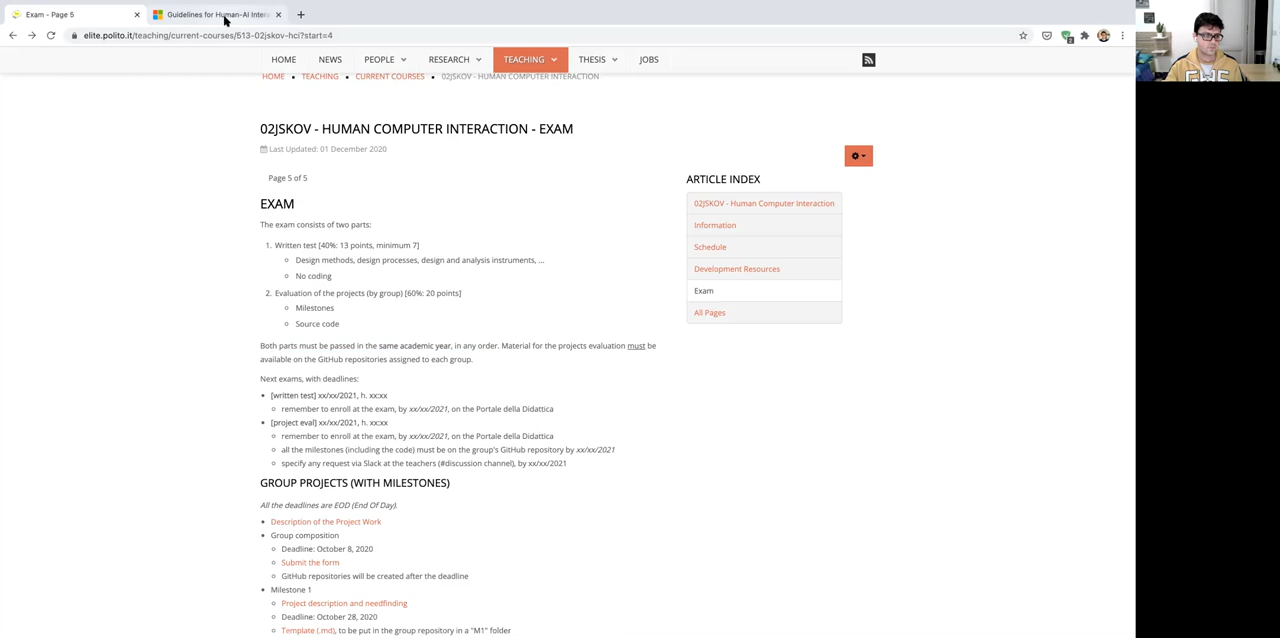 Exam - Page 5
Guidelines for Human-AI Intera
elite.polito.it/teaching/current-courses/513-02jskov-hci?start=4
2
HOME NEWS PEOPLE RESEARCH TEACHING THESIS JOBS
HOME • TEACHING • CURRENT COURSES • 02JSKOV - HUMAN COMPUTER INTERACTION
02JSKOV - HUMAN COMPUTER INTERACTION - EXAM
Last Updated: 01 December 2020
Page 5 of 5
EXAM
The exam consists of two parts:
1. Written test [40%: 13 points, minimum 7]
Design methods, design processes, design and analysis instruments, ...
No coding
2. Evaluation of the projects (by group) [60%: 20 points]
Milestones
Source code
Both parts must be passed in the same academic year, in any order. Material for the projects evaluation must be
available on the GitHub repositories assigned to each group.
Next exams, with deadlines:
• [written test] xx/xx/2021, h. xx:xx
remember to enroll at the exam, by xx/xx/2021, on the Portale della Didattica
• [project eval] xx/xx/2021, h. xx:xx
remember to enroll at the exam, by xx/xx/2021, on the Portale della Didattica
all the milestones (including the code) must be on the group's GitHub repository by xx/xx/2021
specify any request via Slack at the teachers (#discussion channel), by xx/xx/2021
GROUP PROJECTS (WITH MILESTONES)
All the deadlines are EOD (End Of Day).
• Description of the Project Work
• Group composition
Deadline: October 8, 2020
Submit the form
GitHub repositories will be created after the deadline
• Milestone 1
Project description and needfinding
Deadline: October 28, 2020
Template (.md), to be put in the group repository in a "M1" folder
ARTICLE INDEX
02JSKOV - Human Computer Interaction
Information
Schedule
Development Resources
Exam
All Pages